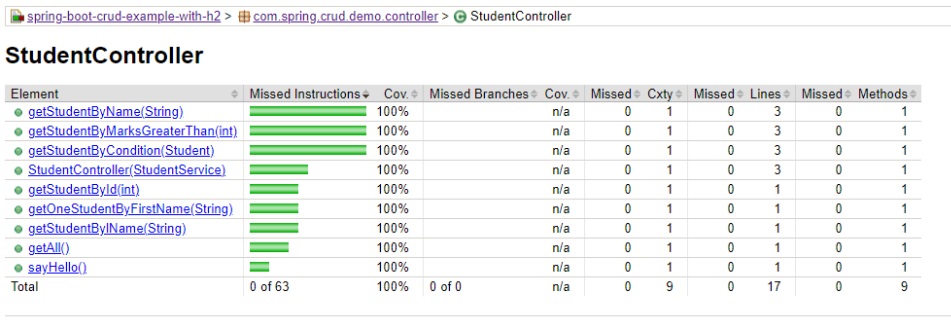 spring-boot-crud-example-with-h2 > com.spring.crud.demo.controller > StudentController
StudentController
Element Missed Instructions Cov. Missed Branches Cov. Missed Cxty Missed Lines Missed Methods
getStudentByName(String) 100% n/a 0 1 0 3 0 1
getStudentByMarksGreaterThan(int) 100% n/a 0 1 0 3 0 1
getStudentByCondition(Student) 100% n/a 0 1 0 3 0 1
StudentController(StudentService) 100% n/a 0 1 0 3 0 1
getStudentById(int) 100% n/a 0 1 0 1 0 1
getOneStudentByFirstName(String) 100% n/a 0 1 0 1 0 1
getStudentBylName(String) 100% n/a 0 1 0 1 0 1
getAll() 100% n/a 0 1 0 1 0 1
sayHello() 100% n/a 0 1 0 1 0 1
Total 0 of 63 100% 0 of 0 n/a 0 9 0 17 0 9